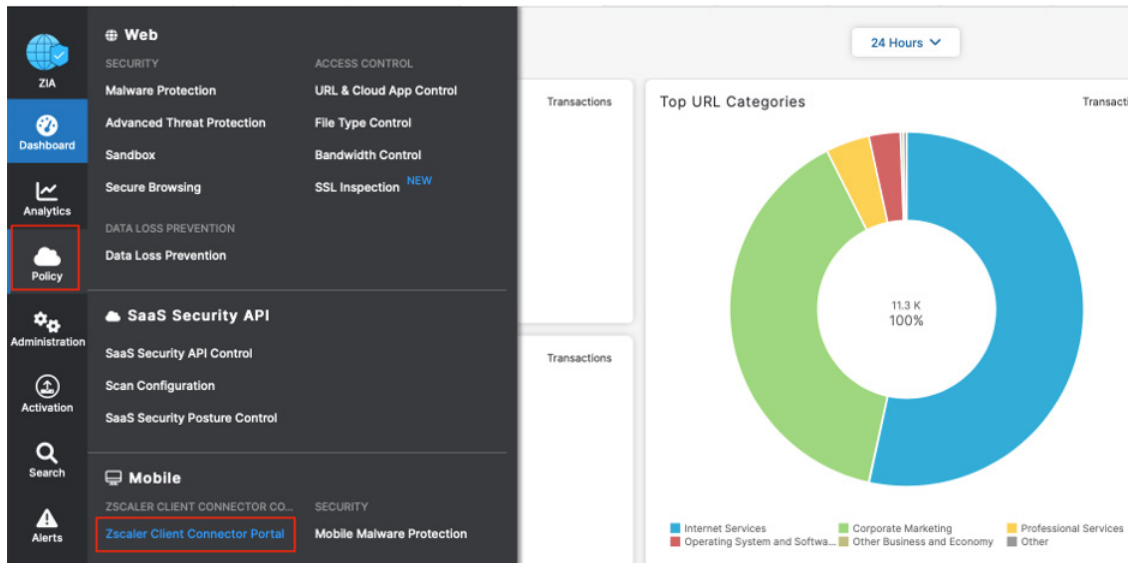 ZIA
Dashboard
Analytics
Policy
Administration
Activation
Search
Alerts
Web
SECURITY
Malware Protection
Advanced Threat Protection
Sandbox
Secure Browsing
ACCESS CONTROL
URL & Cloud App Control
File Type Control
Bandwidth Control
SSL Inspection NEW
DATA LOSS PREVENTION
Data Loss Prevention
SaaS Security API
SaaS Security API Control
Scan Configuration
SaaS Security Posture Control
Mobile
ZSCALER CLIENT CONNECTOR CO...
Zscaler Client Connector Portal
SECURITY
Mobile Malware Protection
24 Hours
Transactions
Transactions
Top URL Categories
Transacti
11.3 K
100%
Internet Services
Corporate Marketing
Professional Services
Operating System and Softwa...
Other Business and Economy
Other